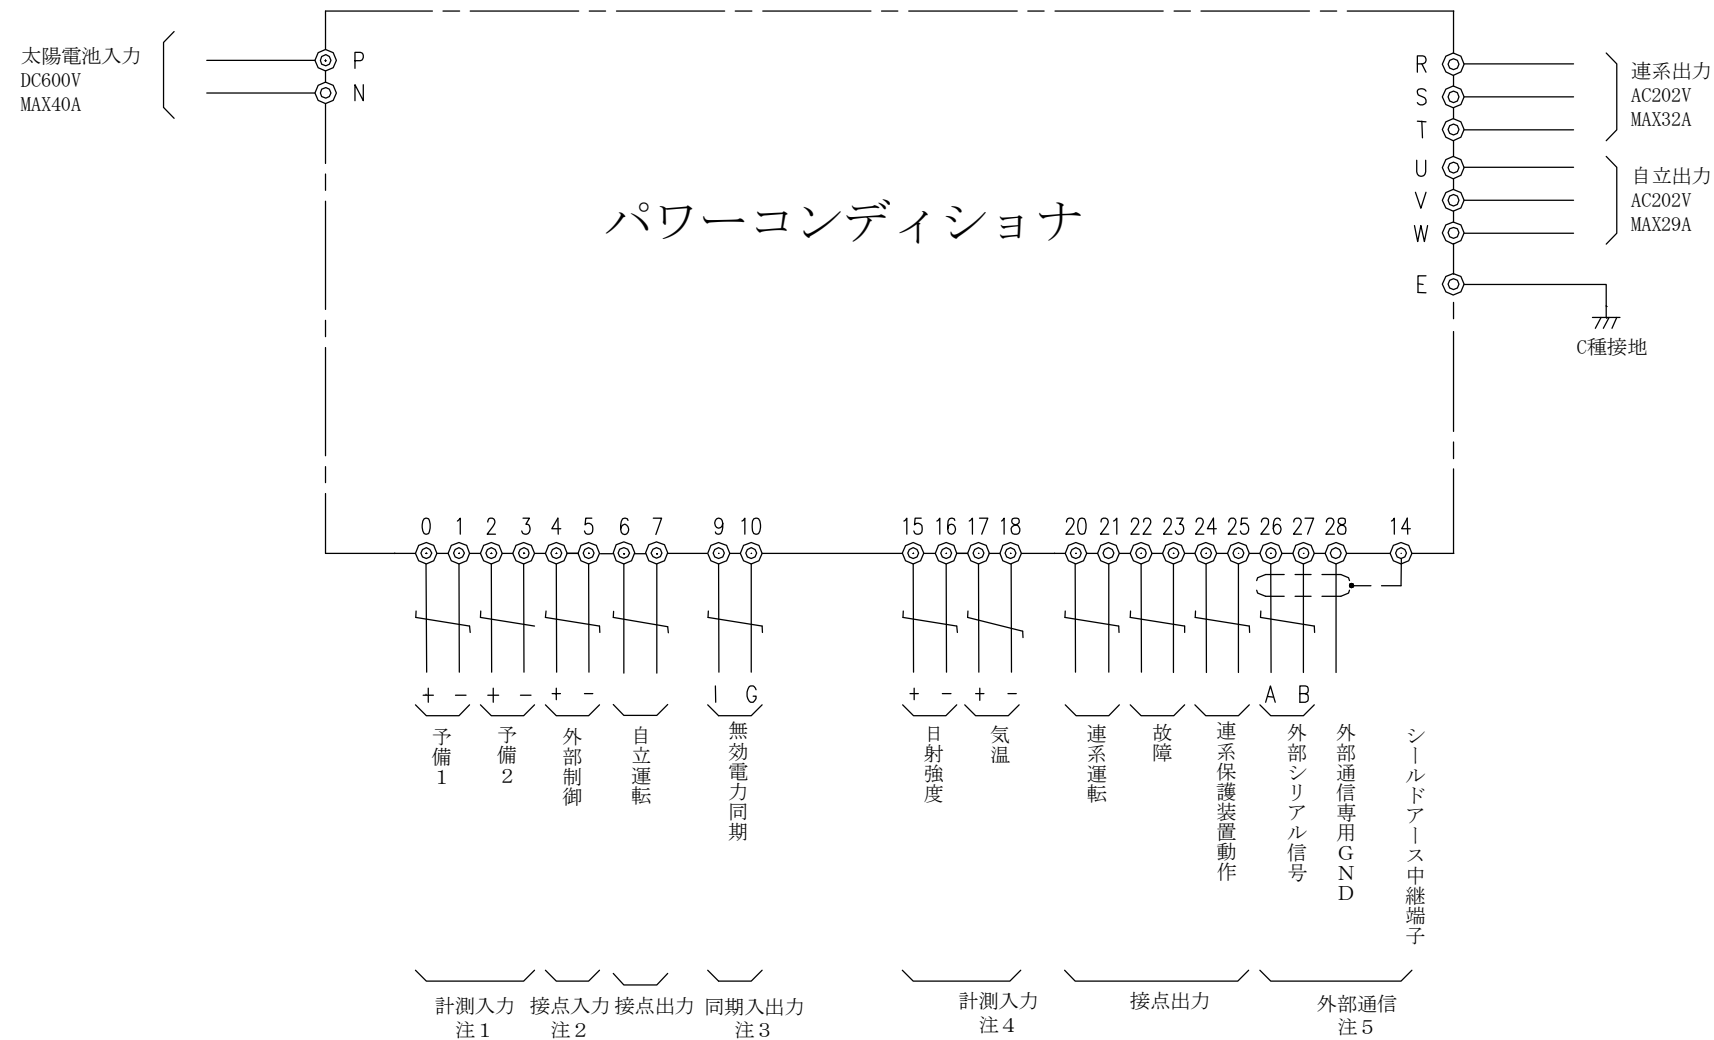 太陽電池入力
DC600V
MAX40A
P
N
パワーコンディショナ
R
S
T
U
V
W
E
連系出力
AC202V
MAX32A
自立出力
AC202V
MAX29A
C種接地
0 1 2 3 4 5 6 7 9 10 15 16 17 18 20 21 22 23 24 25 26 27 28 14
+ − + − + − I G + − + − A B
予備1
予備2
外部制御
自立運転
無効電力同期
日射強度
気温
連系運転
故障
連系保護装置動作
外部シリアル信号
外部通信専用GND
シールドアース中継端子
計測入力
注1
接点入力
注2
接点出力
同期入出力
注3
計測入力
注4
接点出力
外部通信
注5